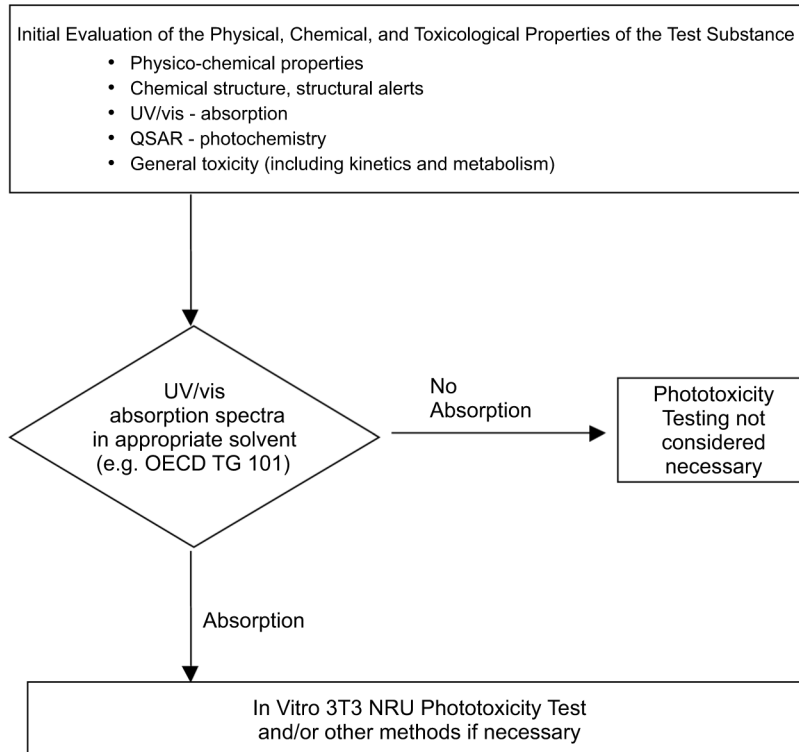 Initial Evaluation of the Physical, Chemical, and Toxicological Properties of the Test Substance
• Physico-chemical properties
• Chemical structure, structural alerts
• UV/vis - absorption
• QSAR - photochemistry
• General toxicity (including kinetics and metabolism)
UV/vis
absorption spectra
in appropriate solvent
(e.g. OECD TG 101)
No
Absorption
Phototoxicity
Testing not
considered
necessary
Absorption
In Vitro 3T3 NRU Phototoxicity Test
and/or other methods if necessary